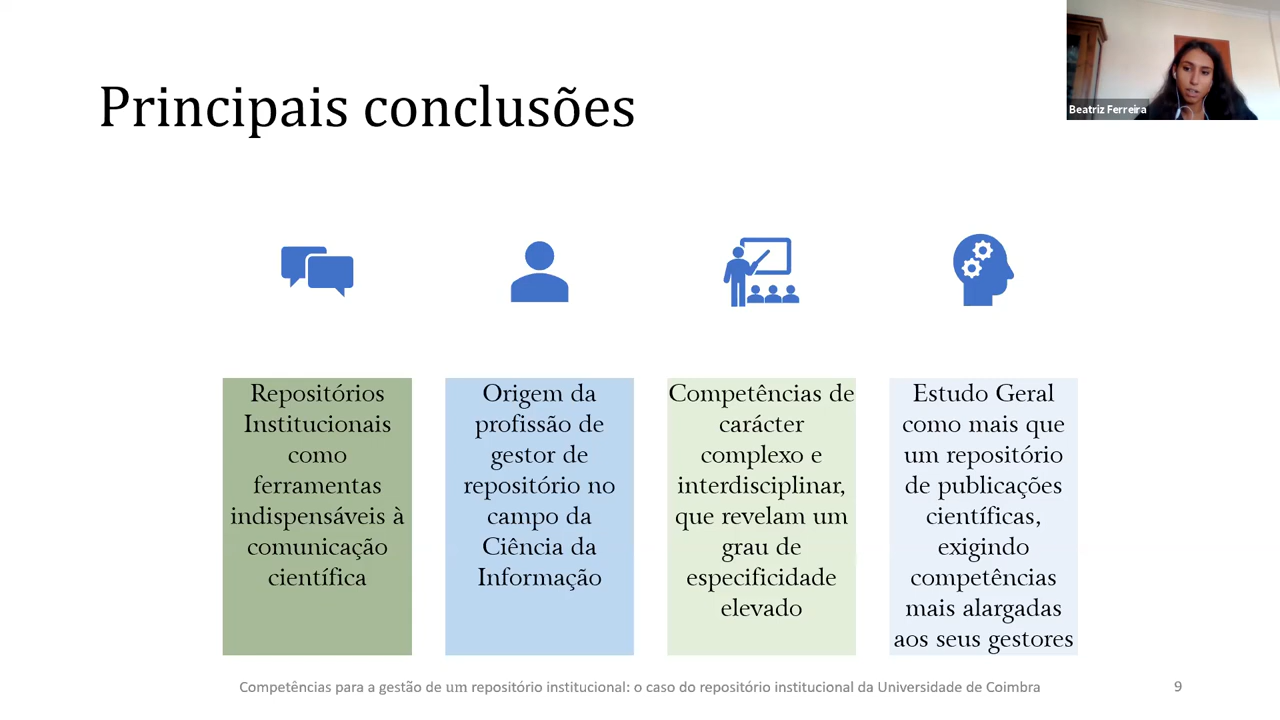 Principais conclusões
Beatriz Ferreira
Repositórios
Institucionais
como
ferramentas
indispensáveis à
comunicação
científica
Origem da
profissão de
gestor de
repositório no
campo da
Ciência da
Informação
Competências de
carácter
complexo e
interdisciplinar,
que revelam um
grau de
especificidade
elevado
Estudo Geral
como mais que
um repositório
de publicações
científicas,
exigindo
competências
mais alargadas
aos seus gestores
Competências para a gestão de um repositório institucional: o caso do repositório institucional da Universidade de Coimbra
9